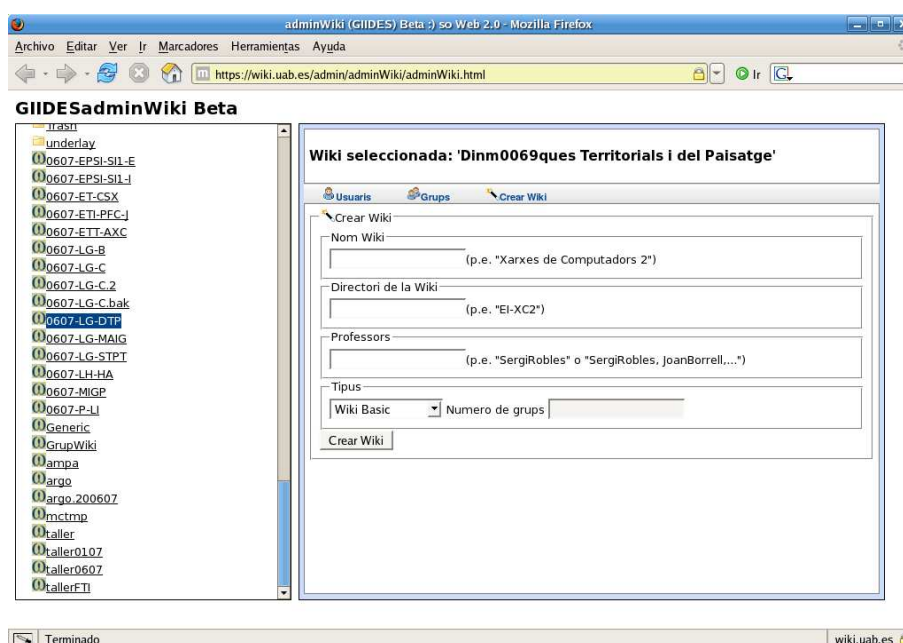 adminWiki (GIIDES) Beta :) so Web 2.0 - Mozilla Firefox
Archivo Editar Ver Ir Marcadores Herramientas Ayuda
https://wiki.uab.es/admin/adminWiki/adminWiki.html Ir G
GIIDESadminWiki Beta
Trash
underlay
0607-EPSI-SI1-E
0607-EPSI-SI1-I
0607-ET-CSX
0607-ETI-PFC-J
0607-ETT-AXC
0607-LG-B
0607-LG-C
0607-LG-C.2
0607-LG-C.bak
0607-LG-DTP
0607-LG-MAIG
0607-LG-STPT
0607-LH-HA
0607-MIGP
0607-P-LI
Generic
GrupWiki
ampa
argo
argo.200607
mctmp
taller
taller0107
taller0607
tallerFTI
Wiki seleccionada: 'Dinm0069ques Territorials i del Paisatge'
Usuaris Grups Crear Wiki
Crear Wiki
Nom Wiki
(p.e. "Xarxes de Computadors 2")
Directori de la Wiki
(p.e. "EI-XC2")
Professors
(p.e. "SergiRobles" o "SergiRobles, JoanBorrell,...")
Tipus
Wiki Basic Numero de grups
Crear Wiki
Terminado wiki.uab.es